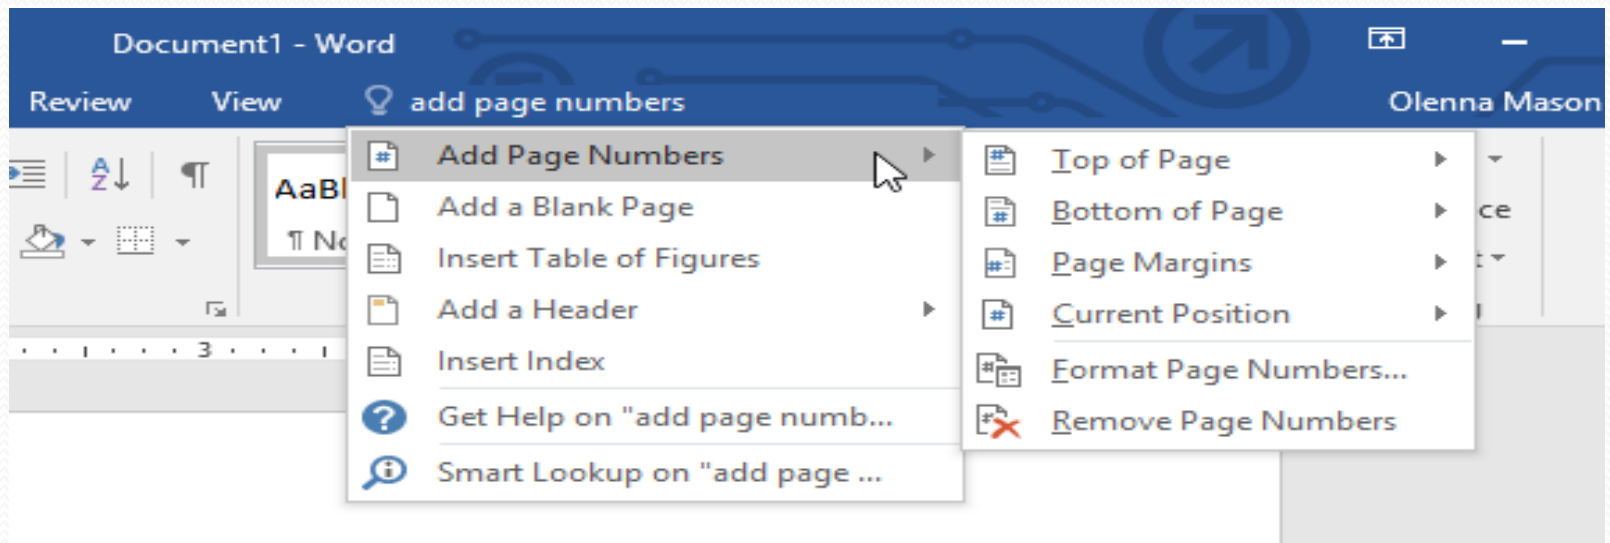 Document1 - Word
Review View add page numbers Olenna Mason
AaBl
¶ No
3
Add Page Numbers
Add a Blank Page
Insert Table of Figures
Add a Header
Insert Index
Get Help on "add page numb...
Smart Lookup on "add page ...
Top of Page
Bottom of Page
Page Margins
Current Position
Format Page Numbers...
Remove Page Numbers
ce